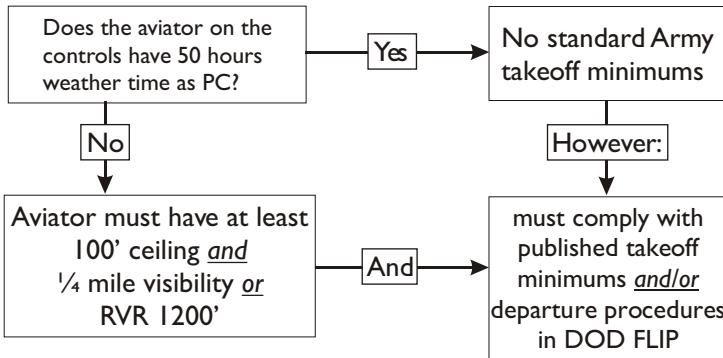 Does the aviator on the
controls have 50 hours
weather time as PC?
Yes
No standard Army
takeoff minimums
No
However:
Aviator must have at least
100’ ceiling and
¼ mile visibility or
RVR 1200’
And
must comply with
published takeoff
minimums and/or
departure procedures
in DOD FLIP